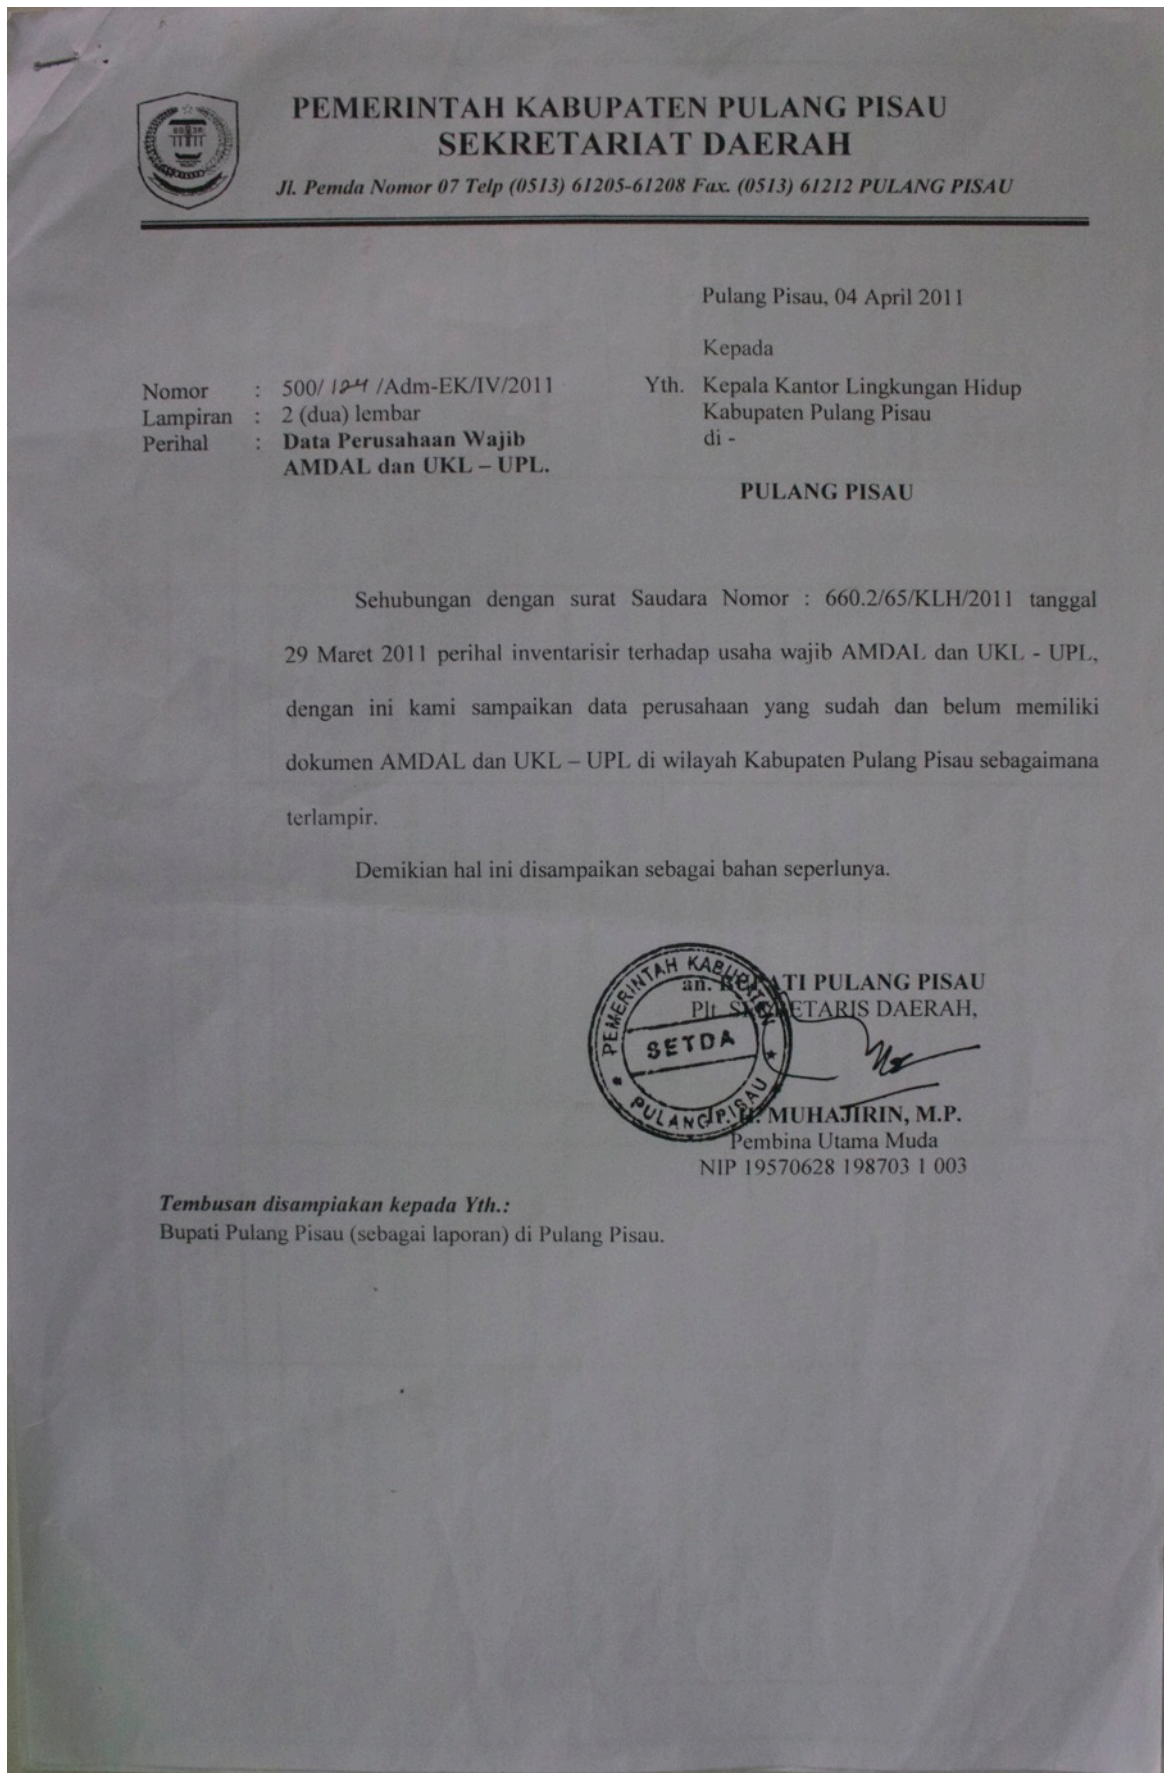 PEMERINTAH KABUPATEN PULANG PISAU
SEKRETARIAT DAERAH
Jl. Pemda Nomor 07 Telp (0513) 61205-61208 Fax. (0513) 61212 PULANG PISAU
Pulang Pisau, 04 April 2011
Kepada
Nomor : 500/ 124 /Adm-EK/IV/2011
Lampiran : 2 (dua) lembar
Perihal : Data Perusahaan Wajib
AMDAL dan UKL – UPL.
Yth. Kepala Kantor Lingkungan Hidup
Kabupaten Pulang Pisau
di -
PULANG PISAU
Sehubungan dengan surat Saudara Nomor : 660.2/65/KLH/2011 tanggal
29 Maret 2011 perihal inventarisir terhadap usaha wajib AMDAL dan UKL - UPL,
dengan ini kami sampaikan data perusahaan yang sudah dan belum memiliki
dokumen AMDAL dan UKL – UPL di wilayah Kabupaten Pulang Pisau sebagaimana
terlampir.
Demikian hal ini disampaikan sebagai bahan seperlunya.
an. BUPATI PULANG PISAU
Plt. SEKRETARIS DAERAH,
PEMERINTAH KABUPATEN
SETDA
PULANG PISAU
H. MUHAJIRIN, M.P.
Pembina Utama Muda
NIP 19570628 198703 1 003
Tembusan disampiakan kepada Yth.:
Bupati Pulang Pisau (sebagai laporan) di Pulang Pisau.